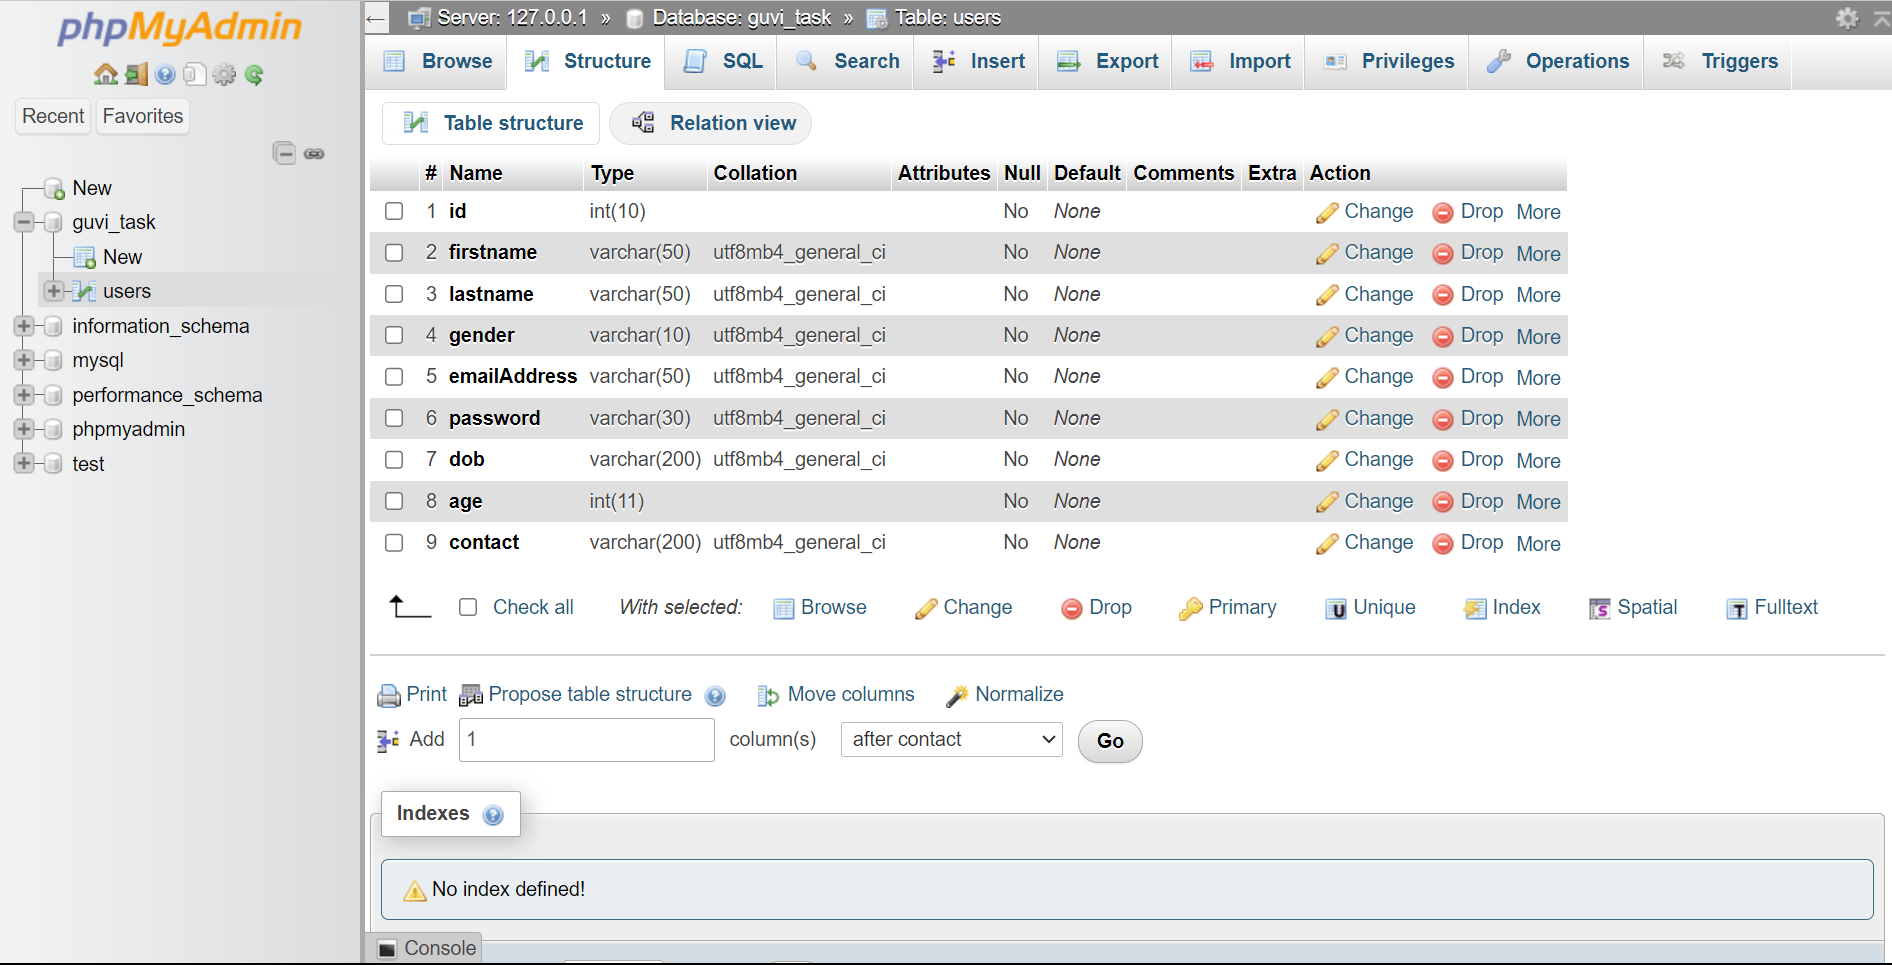 phpMyAdmin
Recent Favorites
New
guvi_task
New
users
information_schema
mysql
performance_schema
phpmyadmin
test
Server: 127.0.0.1 » Database: guvi_task » Table: users
Browse Structure SQL Search Insert Export Import Privileges Operations Triggers
Table structure Relation view
# Name Type Collation Attributes Null Default Comments Extra Action
1 id int(10) No None Change Drop More
2 firstname varchar(50) utf8mb4_general_ci No None Change Drop More
3 lastname varchar(50) utf8mb4_general_ci No None Change Drop More
4 gender varchar(10) utf8mb4_general_ci No None Change Drop More
5 emailAddress varchar(50) utf8mb4_general_ci No None Change Drop More
6 password varchar(30) utf8mb4_general_ci No None Change Drop More
7 dob varchar(200) utf8mb4_general_ci No None Change Drop More
8 age int(11) No None Change Drop More
9 contact varchar(200) utf8mb4_general_ci No None Change Drop More
Check all With selected: Browse Change Drop Primary Unique Index Spatial Fulltext
Print Propose table structure Move columns Normalize
Add 1 column(s) after contact Go
Indexes
No index defined!
Console